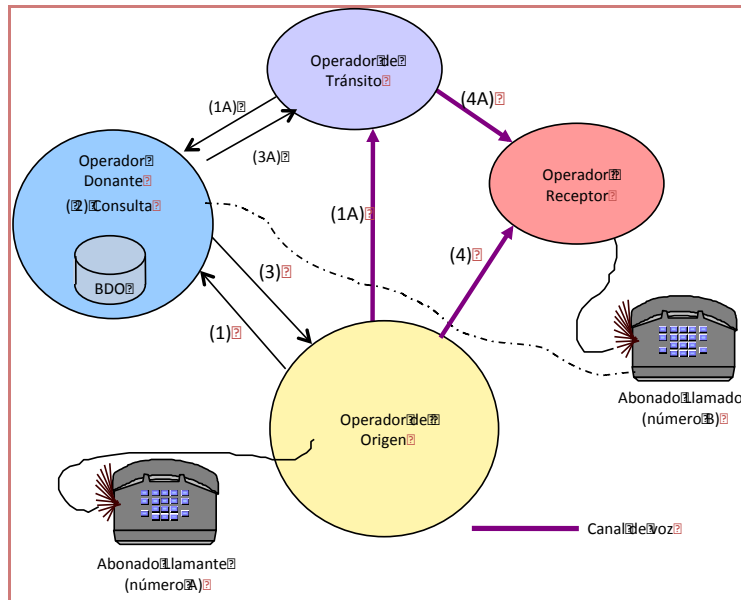 Operador de
Tránsito
(1A)
(4A)
(3A)
Operador
Donante
(2) Consulta
BDO
Operador
Receptor
(1A)
(4)
(3)
(1)
Operador de
Origen
Abonado Llamado
(número B)
Abonado Llamante
(número A)
Canal de voz